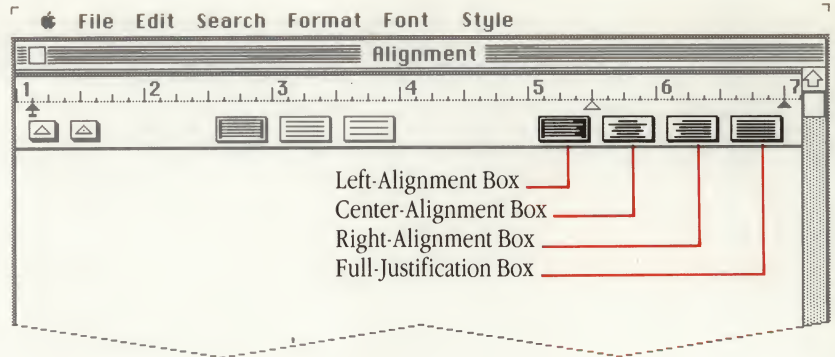 File Edit Search Format Font Style
Alignment
1 2 3 4 5 6 7
Left-Alignment Box
Center-Alignment Box
Right-Alignment Box
Full-Justification Box